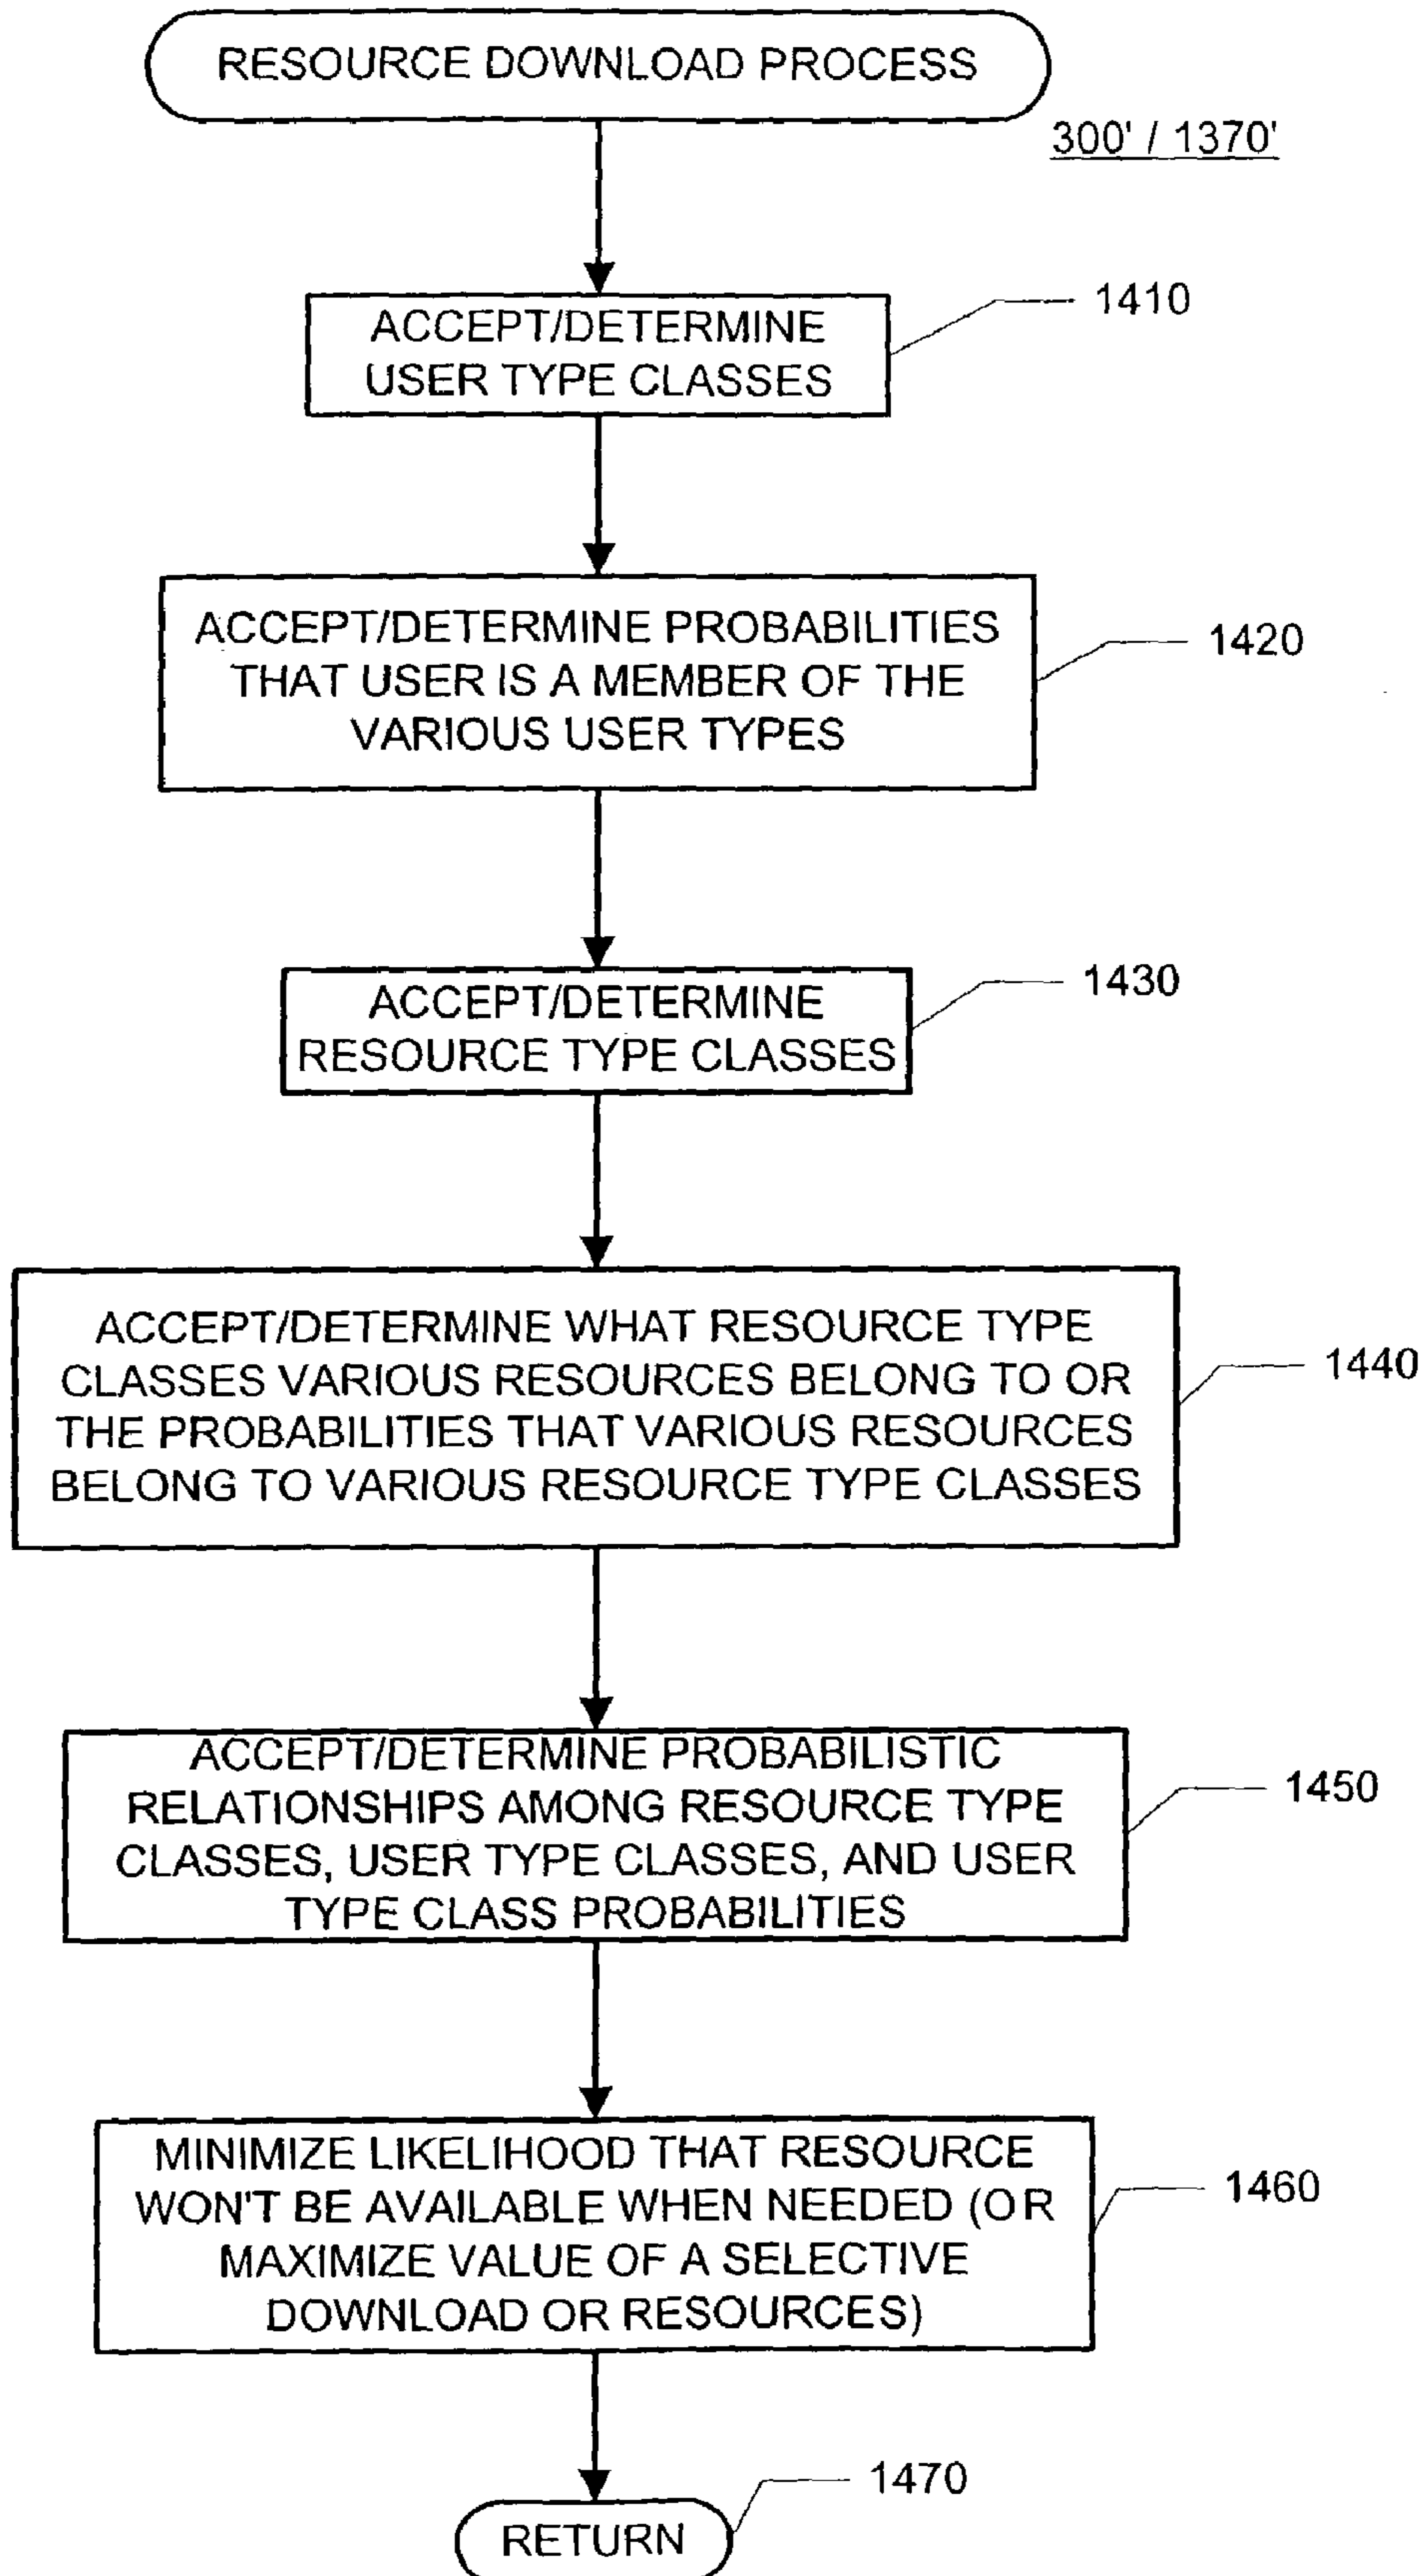 RESOURCE DOWNLOAD PROCESS
300' / 1370'
ACCEPT/DETERMINE
USER TYPE CLASSES
1410
ACCEPT/DETERMINE PROBABILITIES
THAT USER IS A MEMBER OF THE
VARIOUS USER TYPES
1420
ACCEPT/DETERMINE
RESOURCE TYPE CLASSES
1430
ACCEPT/DETERMINE WHAT RESOURCE TYPE
CLASSES VARIOUS RESOURCES BELONG TO OR
THE PROBABILITIES THAT VARIOUS RESOURCES
BELONG TO VARIOUS RESOURCE TYPE CLASSES
1440
ACCEPT/DETERMINE PROBABILISTIC
RELATIONSHIPS AMONG RESOURCE TYPE
CLASSES, USER TYPE CLASSES, AND USER
TYPE CLASS PROBABILITIES
1450
MINIMIZE LIKELIHOOD THAT RESOURCE
WON'T BE AVAILABLE WHEN NEEDED (OR
MAXIMIZE VALUE OF A SELECTIVE
DOWNLOAD OR RESOURCES)
1460
RETURN
1470